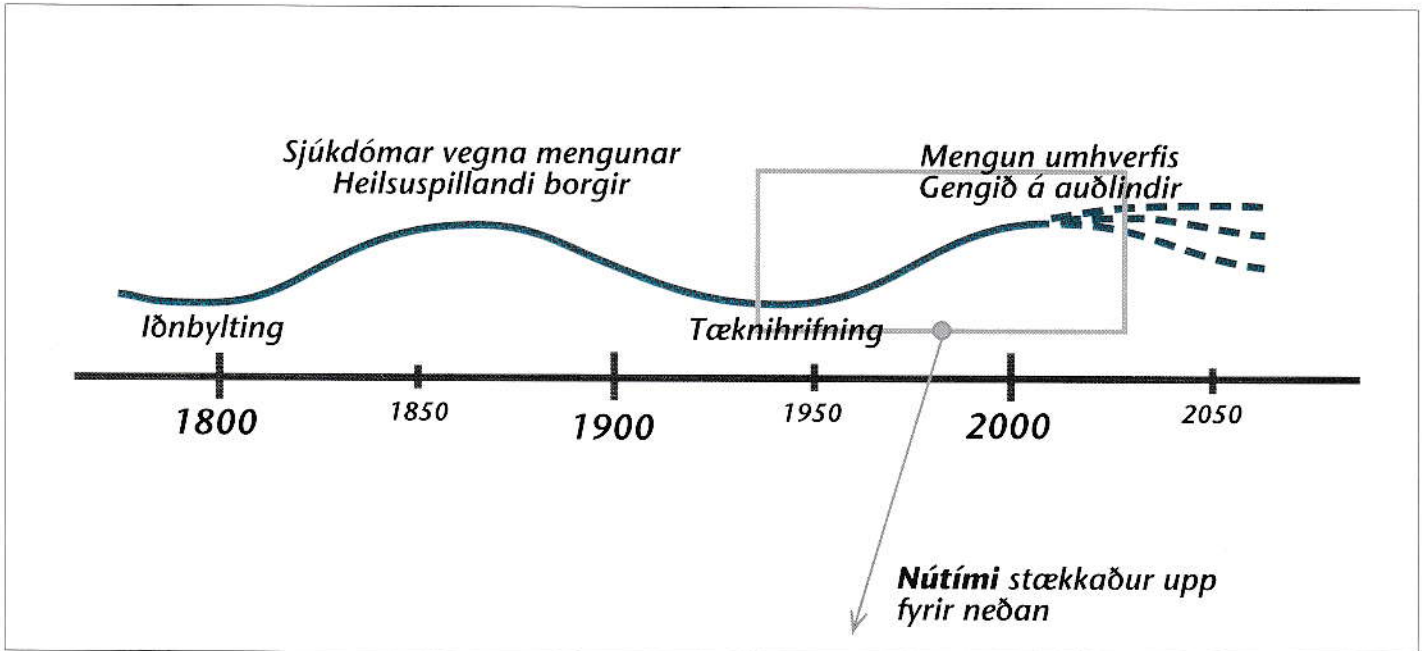 Sjúkdómar vegna mengunar
Heilsuspillandi borgir
Mengun umhverfis
Gengið á auðlindir
Iðnbylting
Tæknihrifning
1800
1850
1900
1950
2000
2050
Nútími stækkaður upp
fyrir neðan